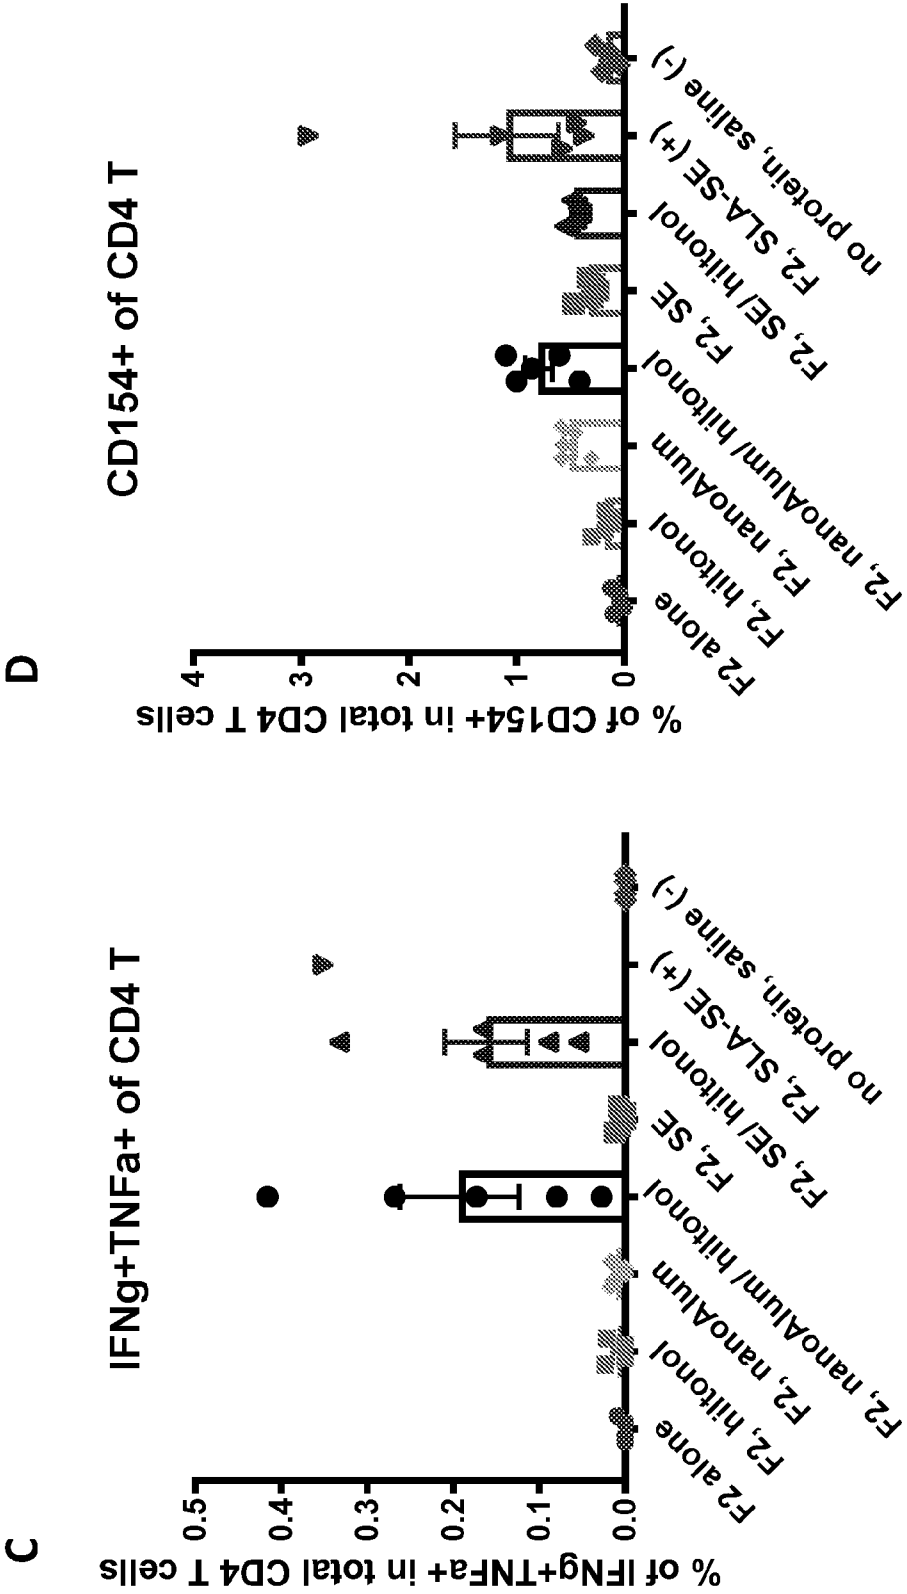 C
IFNg+TNFa+ of CD4 T
% of IFNg+TNFa+ in total CD4 T cells
0.5
0.4
0.3
0.2
0.1
0.0
F2 alone
F2, hiltonol
F2, nanoAlum
F2, nanoAlum/ hiltonol
F2, SE
F2, SE/ hiltonol
F2, SLA-SE (+)
no protein, saline (-)
D
CD154+ of CD4 T
% of CD154+ in total CD4 T cells
4
3
2
1
0
F2 alone
F2, hiltonol
F2, nanoAlum
F2, nanoAlum/ hiltonol
F2, SE
F2, SE/ hiltonol
F2, SLA-SE (+)
no protein, saline (-)